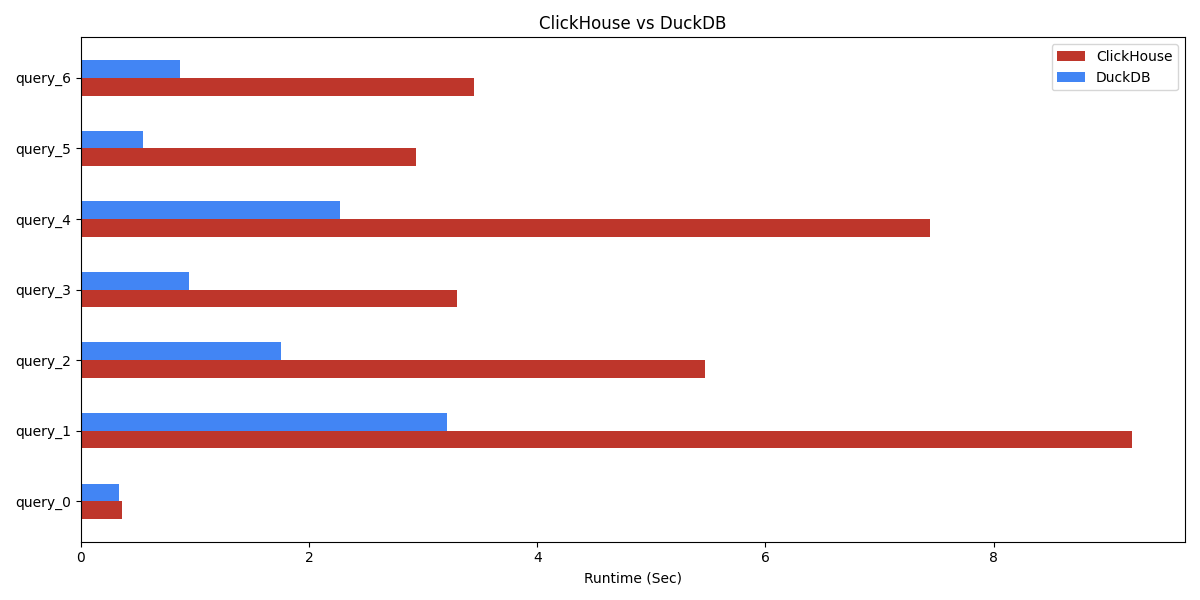 ClickHouse vs DuckDB
ClickHouse
DuckDB
query_6
query_5
query_4
query_3
query_2
query_1
query_0
0 2 4 6 8
Runtime (Sec)